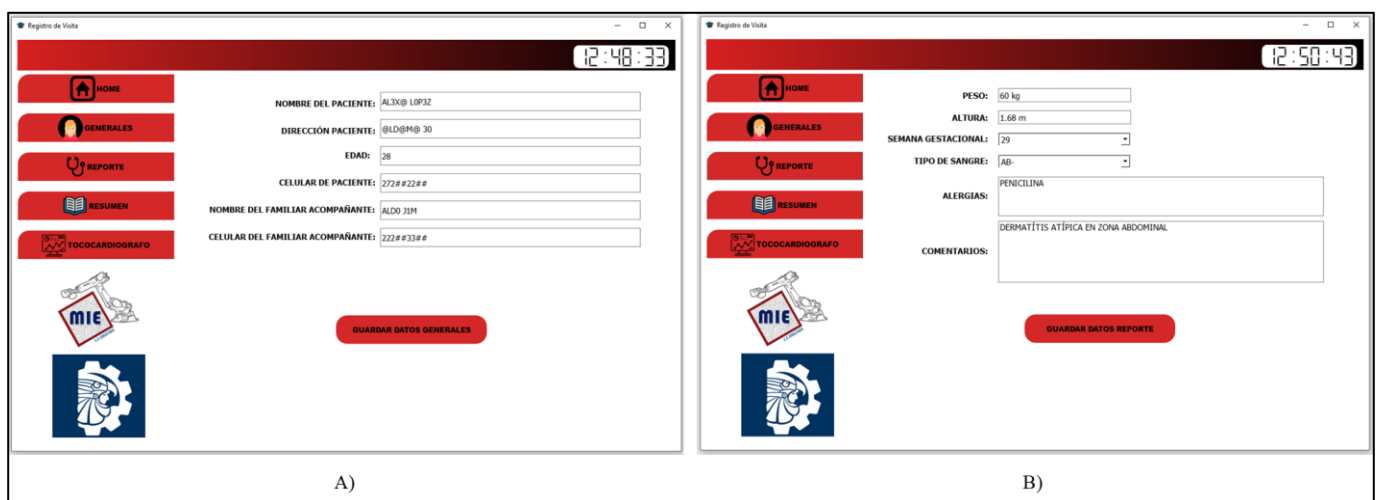 Registro de Visita
12:48:33
HOME
GENERALES
REPORTE
RESUMEN
TOCOCARDIOGRAFO
NOMBRE DEL PACIENTE: AL3X@ L0P3Z
DIRECCIÓN PACIENTE: @LD@M@ 30
EDAD: 28
CELULAR DE PACIENTE: 272##22##
NOMBRE DEL FAMILIAR ACOMPAÑANTE: ALD0 J1M
CELULAR DEL FAMILIAR ACOMPAÑANTE: 222##33##
MIE
GUARDAR DATOS GENERALES
A)
Registro de Visita
12:50:43
HOME
GENERALES
REPORTE
RESUMEN
TOCOCARDIOGRAFO
PESO: 60 kg
ALTURA: 1.68 m
SEMANA GESTACIONAL: 29
TIPO DE SANGRE: AB-
ALERGIAS: PENICILINA
COMENTARIOS: DERMATÍTIS ATÍPICA EN ZONA ABDOMINAL
MIE
GUARDAR DATOS REPORTE
B)